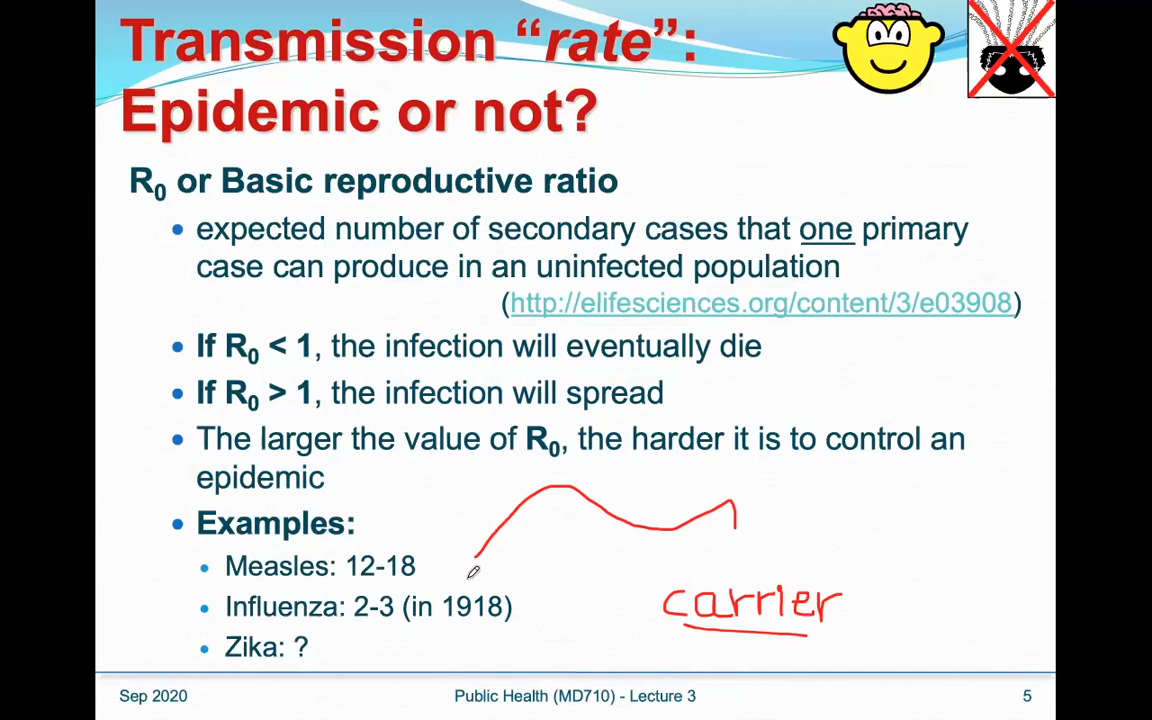 Transmission “rate”:
Epidemic or not?
R₀ or Basic reproductive ratio
• expected number of secondary cases that one primary
case can produce in an uninfected population
(http://elifesciences.org/content/3/e03908)
• If R₀ < 1, the infection will eventually die
• If R₀ > 1, the infection will spread
• The larger the value of R₀, the harder it is to control an
epidemic
• Examples:
• Measles: 12-18
• Influenza: 2-3 (in 1918)
carrier
• Zika: ?
Sep 2020
Public Health (MD710) - Lecture 3
5